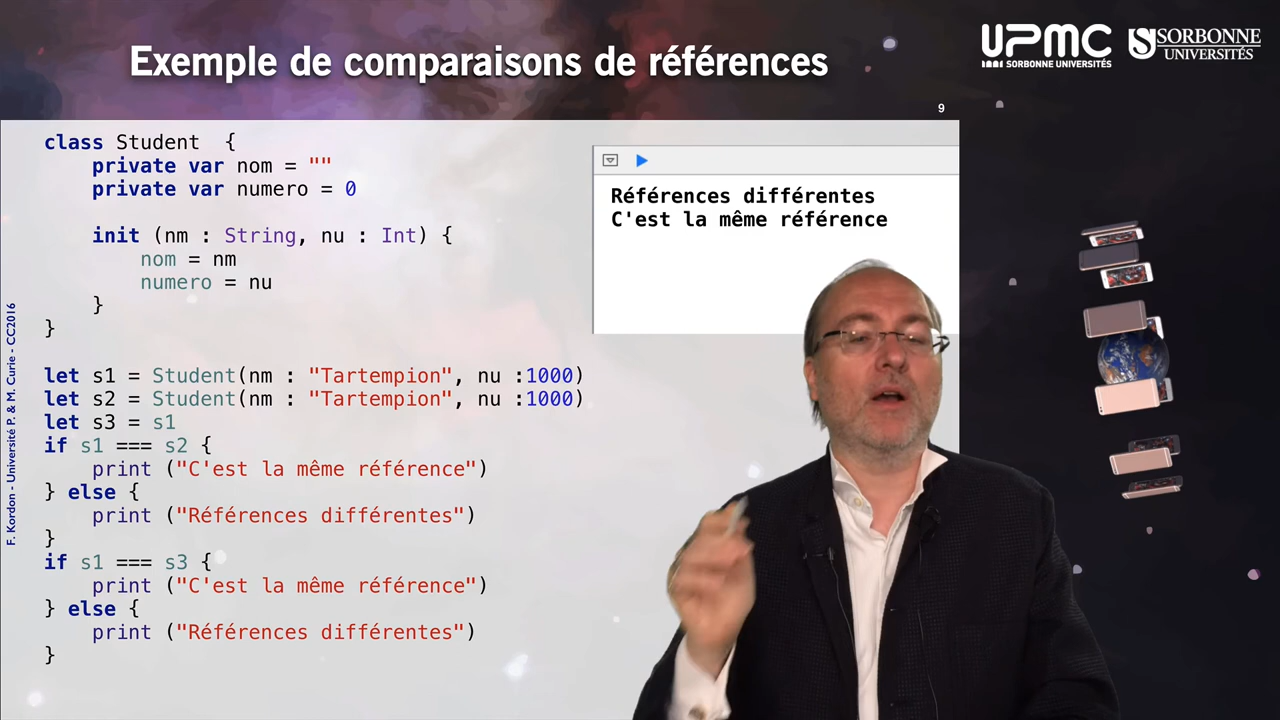 Exemple de comparaisons de références
UPMC
SORBONNE UNIVERSITÉS
SORBONNE
UNIVERSITÉS
9
class Student  {
    private var nom = ""
    private var numero = 0
    init (nm : String, nu : Int) {
        nom = nm
        numero = nu
    }
}
let s1 = Student(nm : "Tartempion", nu :1000)
let s2 = Student(nm : "Tartempion", nu :1000)
let s3 = s1
if s1 === s2 {
    print ("C'est la même référence")
} else {
    print ("Références différentes")
}
if s1 === s3 {
    print ("C'est la même référence")
} else {
    print ("Références différentes")
}
Références différentes
C'est la même référence
F. Kordon - Université P. & M. Curie - CC2016